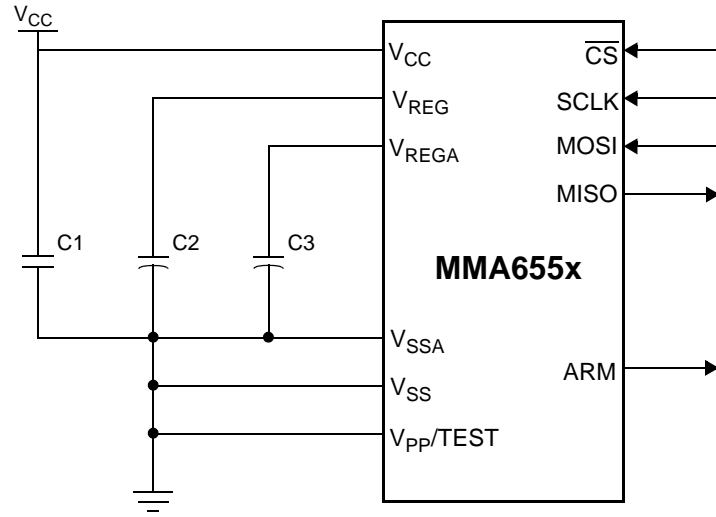 VCC
VCC
CS
VREG
SCLK
VREGA
MOSI
MISO
C1
C2
C3
MMA655x
VSSA
ARM
VSS
VPP/TEST